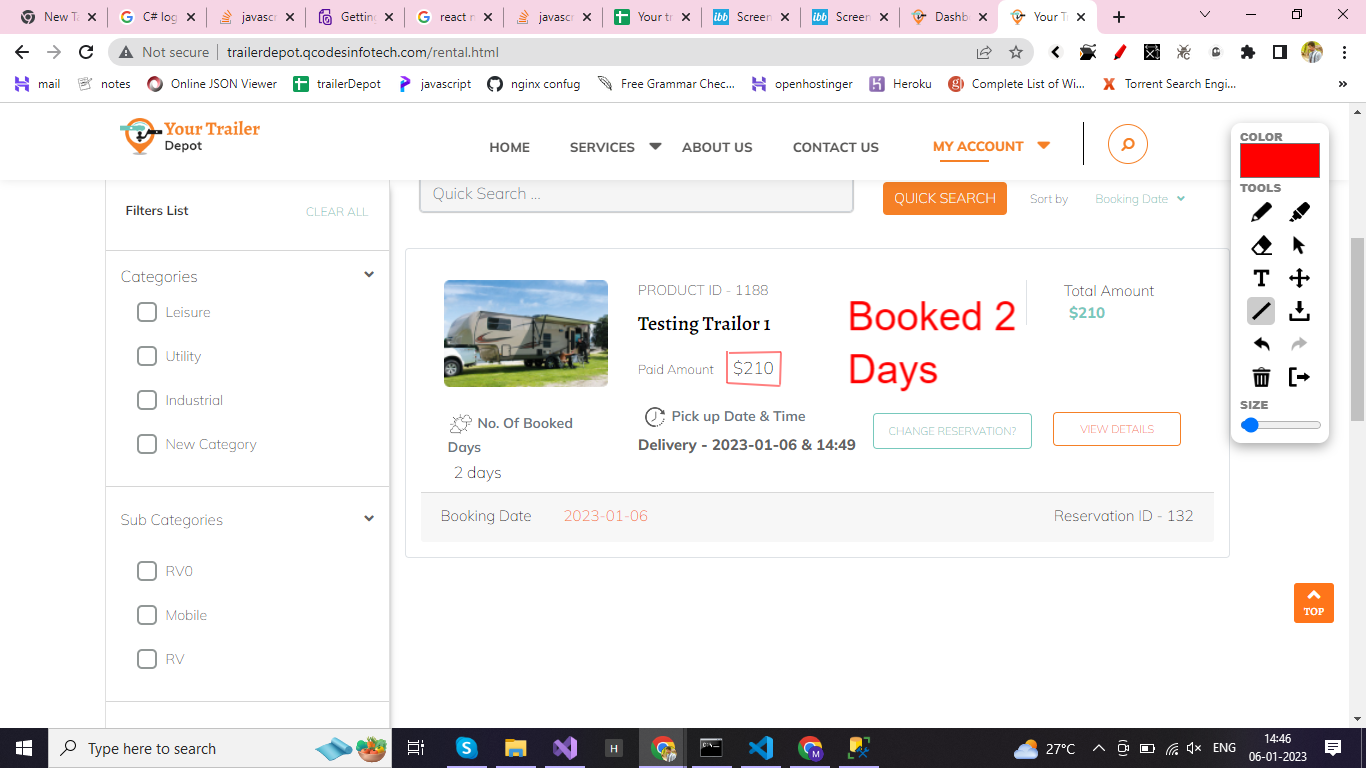 New Ta
C# log
javascr
Getting
react n
javascr
Your tr
Screen
Screen
Dashb
Your T
Not secure
trailerdepot.qcodesinfotech.com/rental.html
mail
notes
Online JSON Viewer
trailerDepot
javascript
nginx confug
Free Grammar Chec...
openhostinger
Heroku
Complete List of Wi...
Torrent Search Engi...
»
Your Trailer
Depot
HOME
SERVICES
ABOUT US
CONTACT US
MY ACCOUNT
COLOR
TOOLS
T
SIZE
Filters List
CLEAR ALL
Quick Search ...
QUICK SEARCH
Sort by
Booking Date
Categories
Leisure
Utility
Industrial
New Category
Sub Categories
RV0
Mobile
RV
PRODUCT ID - 1188
Testing Trailor 1
Paid Amount $210
Booked 2
Days
Total Amount
$210
No. Of Booked
Days
2 days
Pick up Date & Time
Delivery - 2023-01-06 & 14:49
CHANGE RESERVATION?
VIEW DETAILS
Booking Date 2023-01-06
Reservation ID - 132
TOP
Type here to search
H
27°C
ENG
14:46
06-01-2023